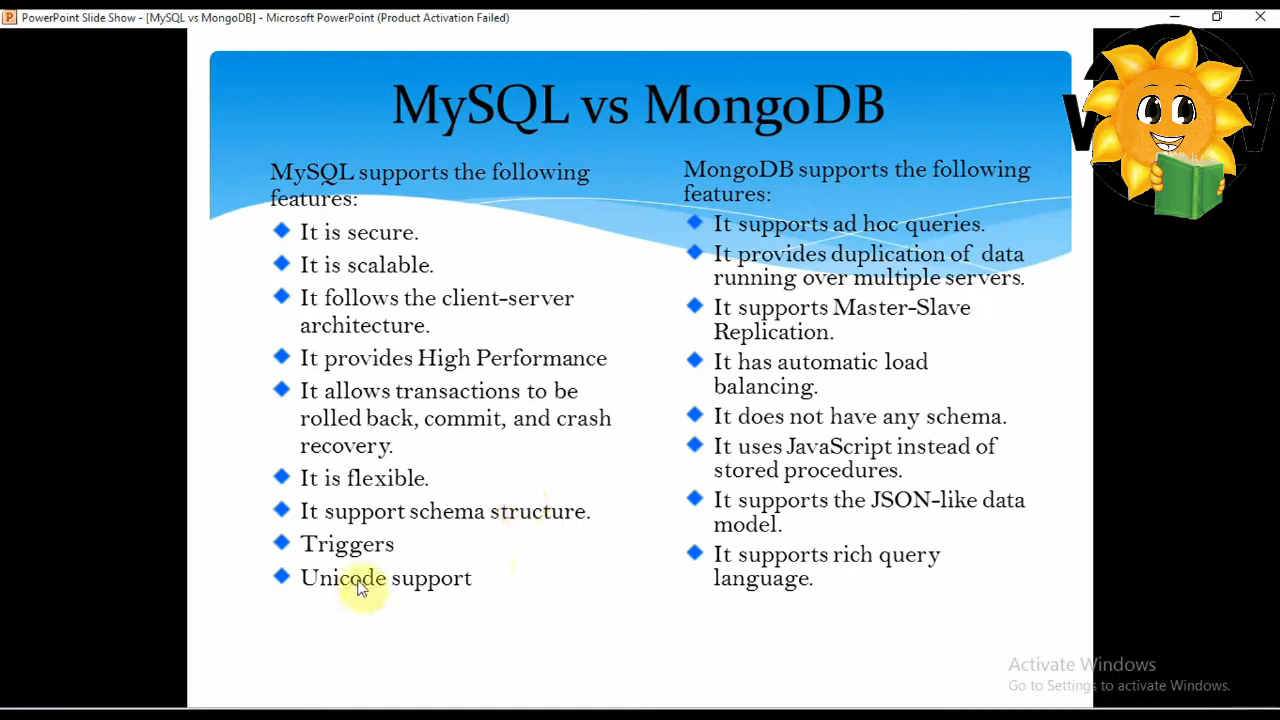 PowerPoint Slide Show - [MySQL vs MongoDB] - Microsoft PowerPoint (Product Activation Failed)
MySQL vs MongoDB
MySQL supports the following
features:
It is secure.
It is scalable.
It follows the client-server
architecture.
It provides High Performance
It allows transactions to be
rolled back, commit, and crash
recovery.
It is flexible.
It support schema structure.
Triggers
Unicode support
MongoDB supports the following
features:
It supports ad hoc queries.
It provides duplication of data
running over multiple servers.
It supports Master-Slave
Replication.
It has automatic load
balancing.
It does not have any schema.
It uses JavaScript instead of
stored procedures.
It supports the JSON-like data
model.
It supports rich query
language.
Activate Windows
Go to Settings to activate Windows.